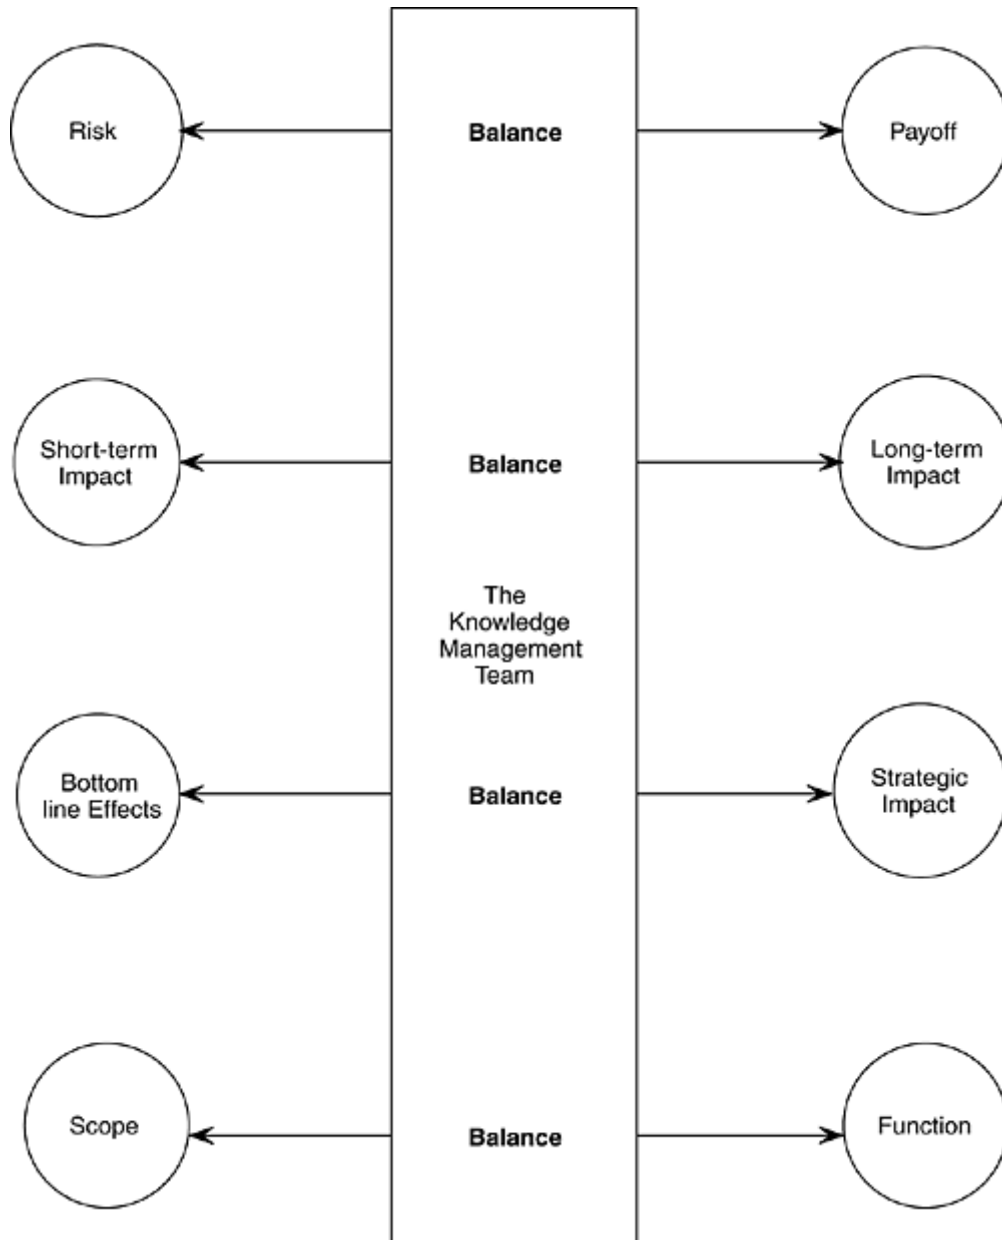 Risk
Balance
Payoff
Short-term
Impact
Balance
Long-term
Impact
The
Knowledge
Management
Team
Bottom
line Effects
Balance
Strategic
Impact
Scope
Balance
Function